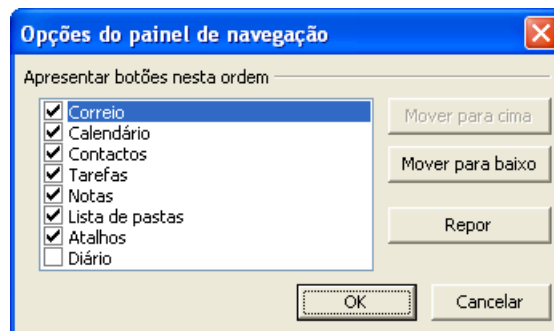 Opções do painel de navegação
Apresentar botões nesta ordem
Correio
Calendário
Contactos
Tarefas
Notas
Lista de pastas
Atalhos
Diário
Mover para cima
Mover para baixo
Repor
OK
Cancelar